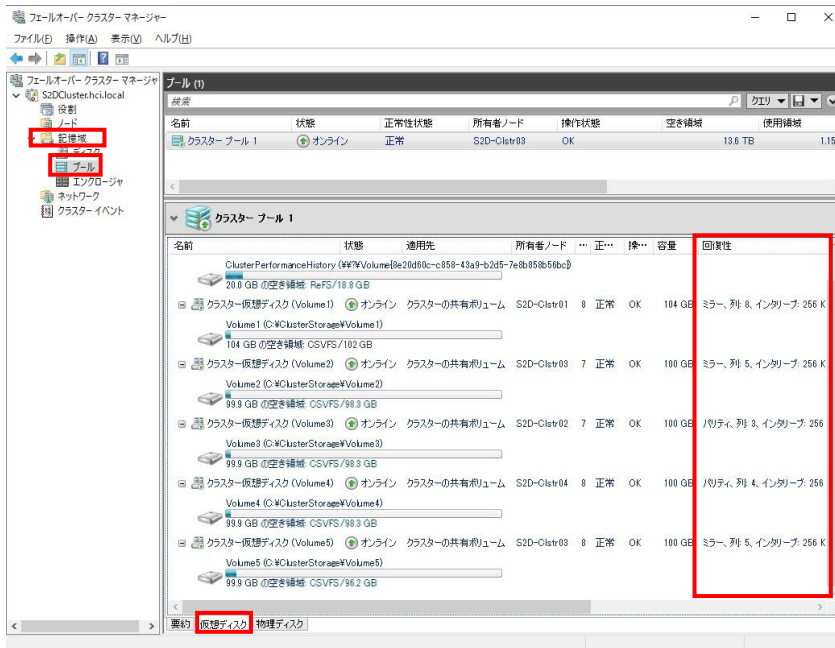 フェールオーバー クラスター マネージャー
ファイル(F) 操作(A) 表示(V) ヘルプ(H)
フェールオーバー クラスター マネージャ
S2DCluster.hci.local
役割
ノード
記憶域
ディスク
プール
エンクロージャ
ネットワーク
クラスター イベント
プール (1)
検索
クエリ
名前 状態 正常性状態 所有者ノード 操作状態 空き領域 使用領域
クラスター プール 1 オンライン 正常 S2D-Clstr03 OK 13.6 TB 1.15
クラスター プール 1
名前 状態 適用先 所有者ノード … 正… 操… 容量 回復性
ClusterPerformanceHistory (¥¥?¥Volume{8e20d60c-c858-43a9-b2d5-7e8b858b56bc})
20.0 GB の空き領域: ReFS/18.8 GB
クラスター仮想ディスク (Volume1) オンライン クラスターの共有ボリューム S2D-Clstr01 8 正常 OK 104 GB ミラー、列: 8、インタリーブ: 256 K
Volume1 (C:¥ClusterStorage¥Volume1)
104 GB の空き領域: CSVFS/102 GB
クラスター仮想ディスク (Volume2) オンライン クラスターの共有ボリューム S2D-Clstr03 7 正常 OK 100 GB ミラー、列: 5、インタリーブ: 256 K
Volume2 (C:¥ClusterStorage¥Volume2)
99.9 GB の空き領域: CSVFS/98.3 GB
クラスター仮想ディスク (Volume3) オンライン クラスターの共有ボリューム S2D-Clstr02 7 正常 OK 100 GB パリティ、列: 3、インタリーブ: 256
Volume3 (C:¥ClusterStorage¥Volume3)
99.9 GB の空き領域: CSVFS/98.3 GB
クラスター仮想ディスク (Volume4) オンライン クラスターの共有ボリューム S2D-Clstr04 8 正常 OK 100 GB パリティ、列: 4、インタリーブ: 256
Volume4 (C:¥ClusterStorage¥Volume4)
99.9 GB の空き領域: CSVFS/98.3 GB
クラスター仮想ディスク (Volume5) オンライン クラスターの共有ボリューム S2D-Clstr03 8 正常 OK 100 GB ミラー、列: 5、インタリーブ: 256 K
Volume5 (C:¥ClusterStorage¥Volume5)
99.9 GB の空き領域: CSVFS/96.2 GB
要約 仮想ディスク 物理ディスク